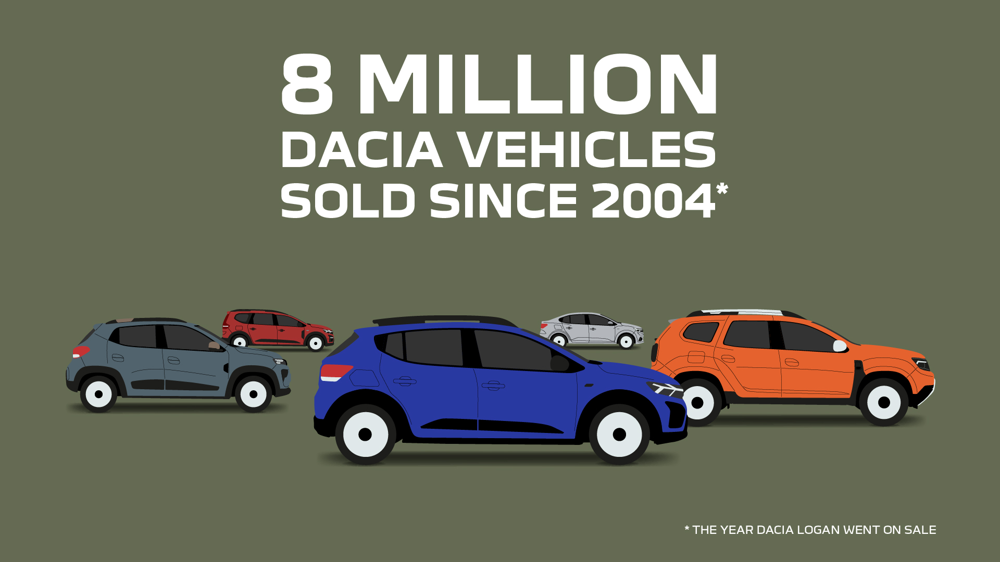 8 MILLION
DACIA VEHICLES
SOLD SINCE 2004*
* THE YEAR DACIA LOGAN WENT ON SALE